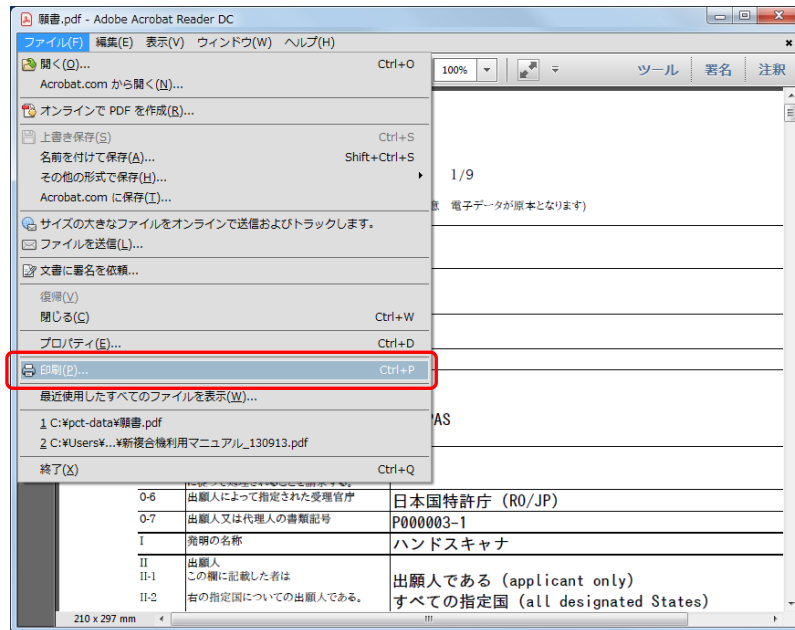 願書.pdf - Adobe Acrobat Reader DC
ファイル(F) 編集(E) 表示(V) ウィンドウ(W) ヘルプ(H)
開く(O)... Ctrl+O
100%
ツール 署名 注釈
Acrobat.com から開く(N)...
オンラインで PDF を作成(R)...
上書き保存(S) Ctrl+S
名前を付けて保存(A)... Shift+Ctrl+S
その他の形式で保存(H)...
1/9
Acrobat.com に保存(T)...
意 電子データが原本となります)
サイズの大きなファイルをオンラインで送信およびトラックします。
ファイルを送信(L)...
文書に署名を依頼...
復帰(V)
閉じる(C) Ctrl+W
プロパティ(E)... Ctrl+D
印刷(P)... Ctrl+P
最近使用したすべてのファイルを表示(W)...
1 C:¥pct-data¥願書.pdf
PAS
2 C:¥Users¥...¥新複合機利用マニュアル_130913.pdf
終了(X) Ctrl+Q
0-6 出願人によって指定された受理官庁 日本国特許庁 (RO/JP)
0-7 出願人又は代理人の書類記号 P000003-1
I 発明の名称 ハンドスキャナ
II 出願人
II-1 この欄に記載した者は 出願人である (applicant only)
II-2 右の指定国についての出願人である。 すべての指定国 (all designated States)
210 x 297 mm